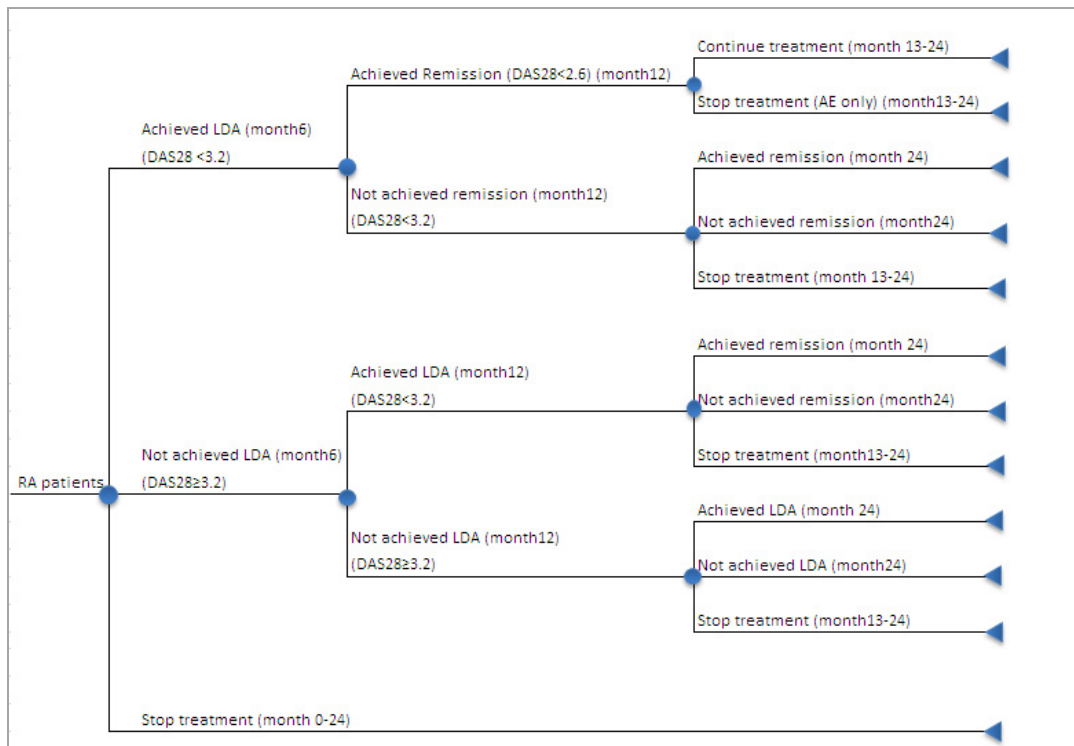 Continue treatment (month 13-24)
Achieved Remission (DAS28<2.6) (month12)
Stop treatment (AE only) (month13-24)
Achieved LDA (month6)
(DAS28 <3.2)
Achieved remission (month 24)
Not achieved remission (month12)
(DAS28<3.2)
Not achieved remission (month24)
Stop treatment (month 13-24)
Achieved remission (month 24)
Achieved LDA (month12)
(DAS28<3.2)
Not achieved remission (month24)
Not achieved LDA (month6)
(DAS28≥3.2)
Stop treatment (month13-24)
RA patients
Achieved LDA (month 24)
Not achieved LDA (month12)
(DAS28≥3.2)
Not achieved LDA (month24)
Stop treatment (month13-24)
Stop treatment (month 0-24)